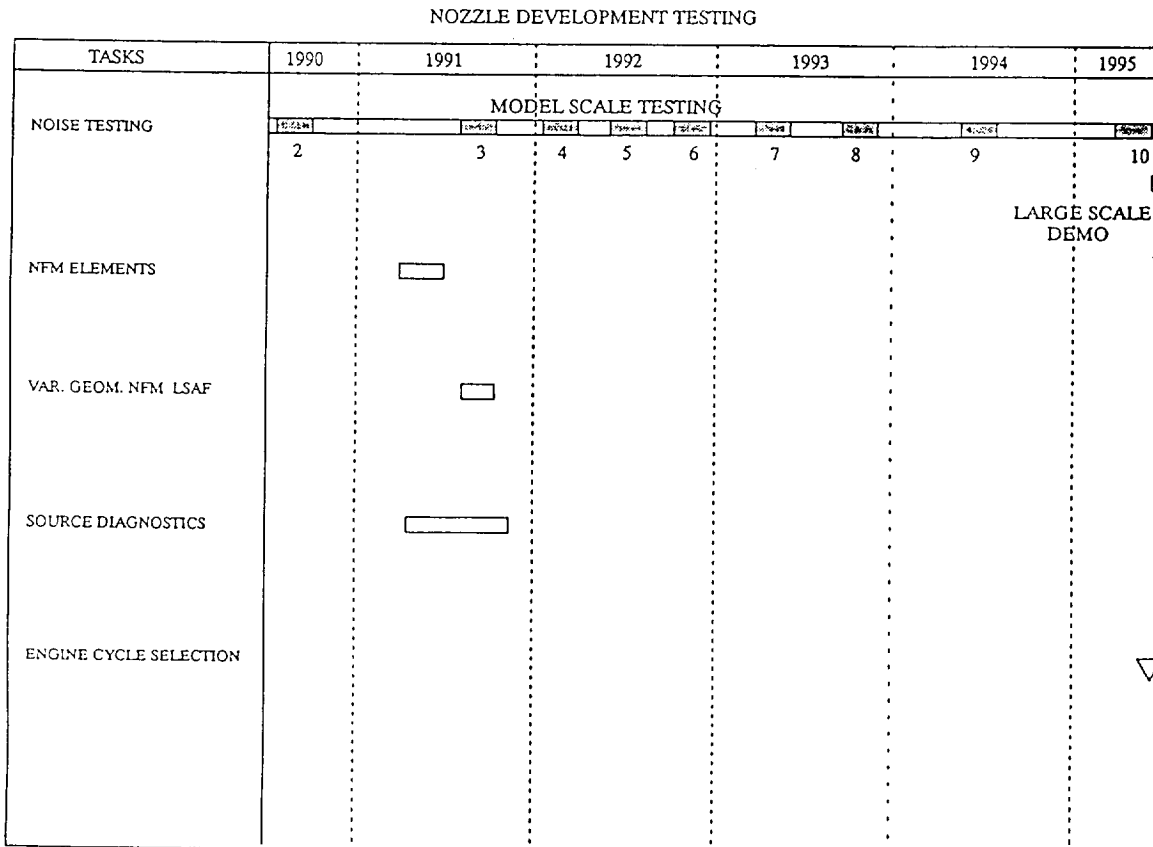 NOZZLE DEVELOPMENT TESTING
TASKS 1990 1991 1992 1993 1994 1995
MODEL SCALE TESTING
NOISE TESTING
2 3 4 5 6 7 8 9 10
LARGE SCALE
DEMO
NFM ELEMENTS
VAR. GEOM. NFM LSAF
SOURCE DIAGNOSTICS
ENGINE CYCLE SELECTION